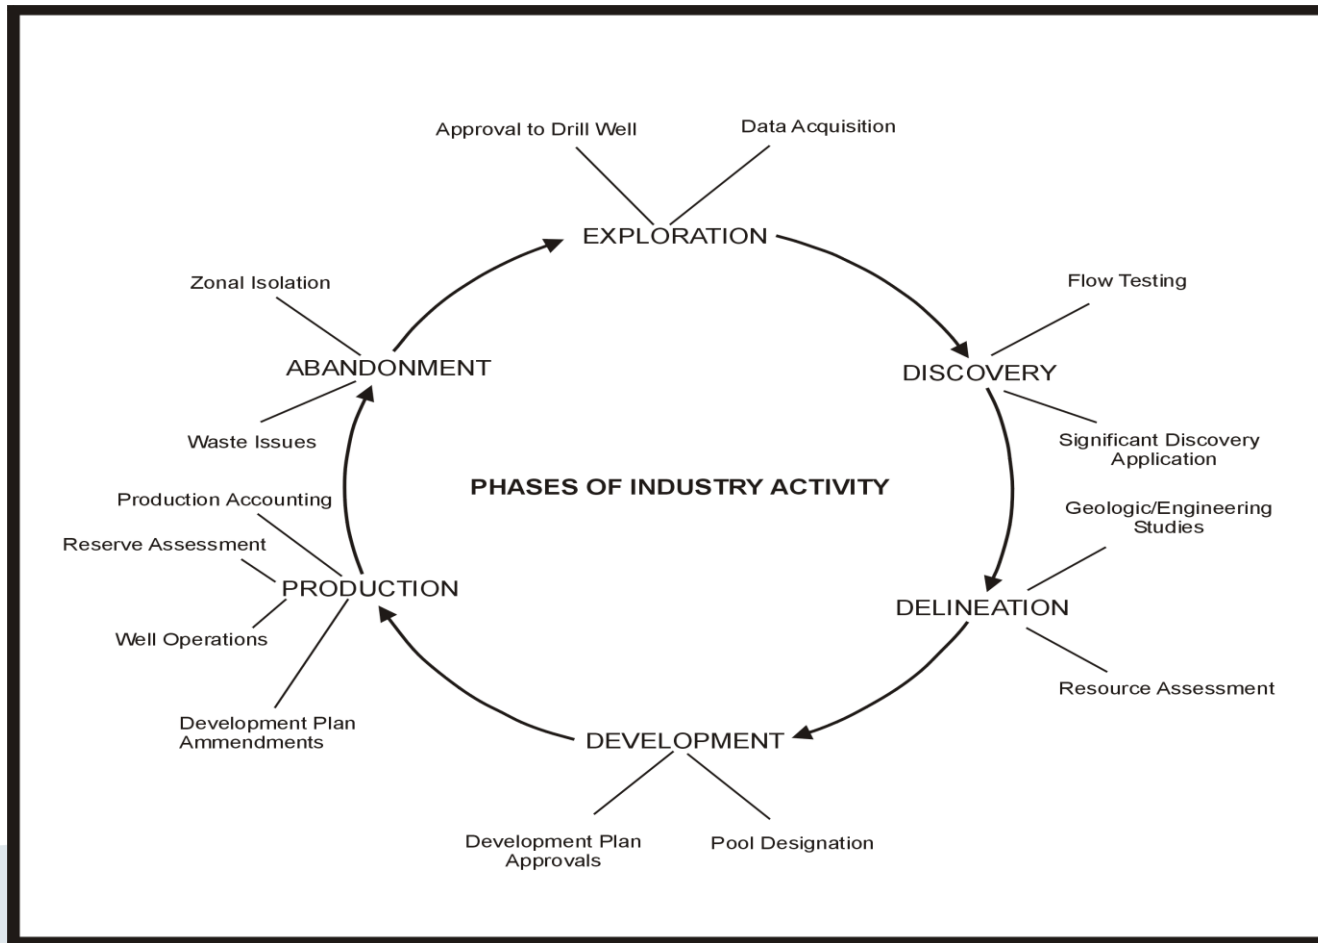 Approval to Drill Well
Data Acquisition
EXPLORATION
Zonal Isolation
Flow Testing
ABANDONMENT
DISCOVERY
Waste Issues
Significant Discovery
Application
PHASES OF INDUSTRY ACTIVITY
Production Accounting
Geologic/Engineering
Studies
Reserve Assessment
PRODUCTION
DELINEATION
Well Operations
Resource Assessment
Development Plan
Ammendments
DEVELOPMENT
Development Plan
Approvals
Pool Designation